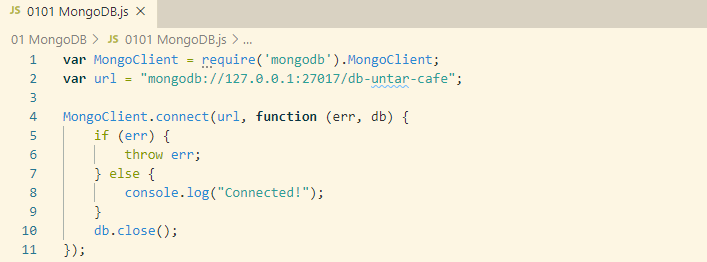 JS 0101 MongoDB.js ×
01 MongoDB > JS 0101 MongoDB.js > ...
1 var MongoClient = require('mongodb').MongoClient;
2 var url = "mongodb://127.0.0.1:27017/db-untar-cafe";
3
4 MongoClient.connect(url, function (err, db) {
5     if (err) {
6         throw err;
7     } else {
8         console.log("Connected!");
9     }
10     db.close();
11 });